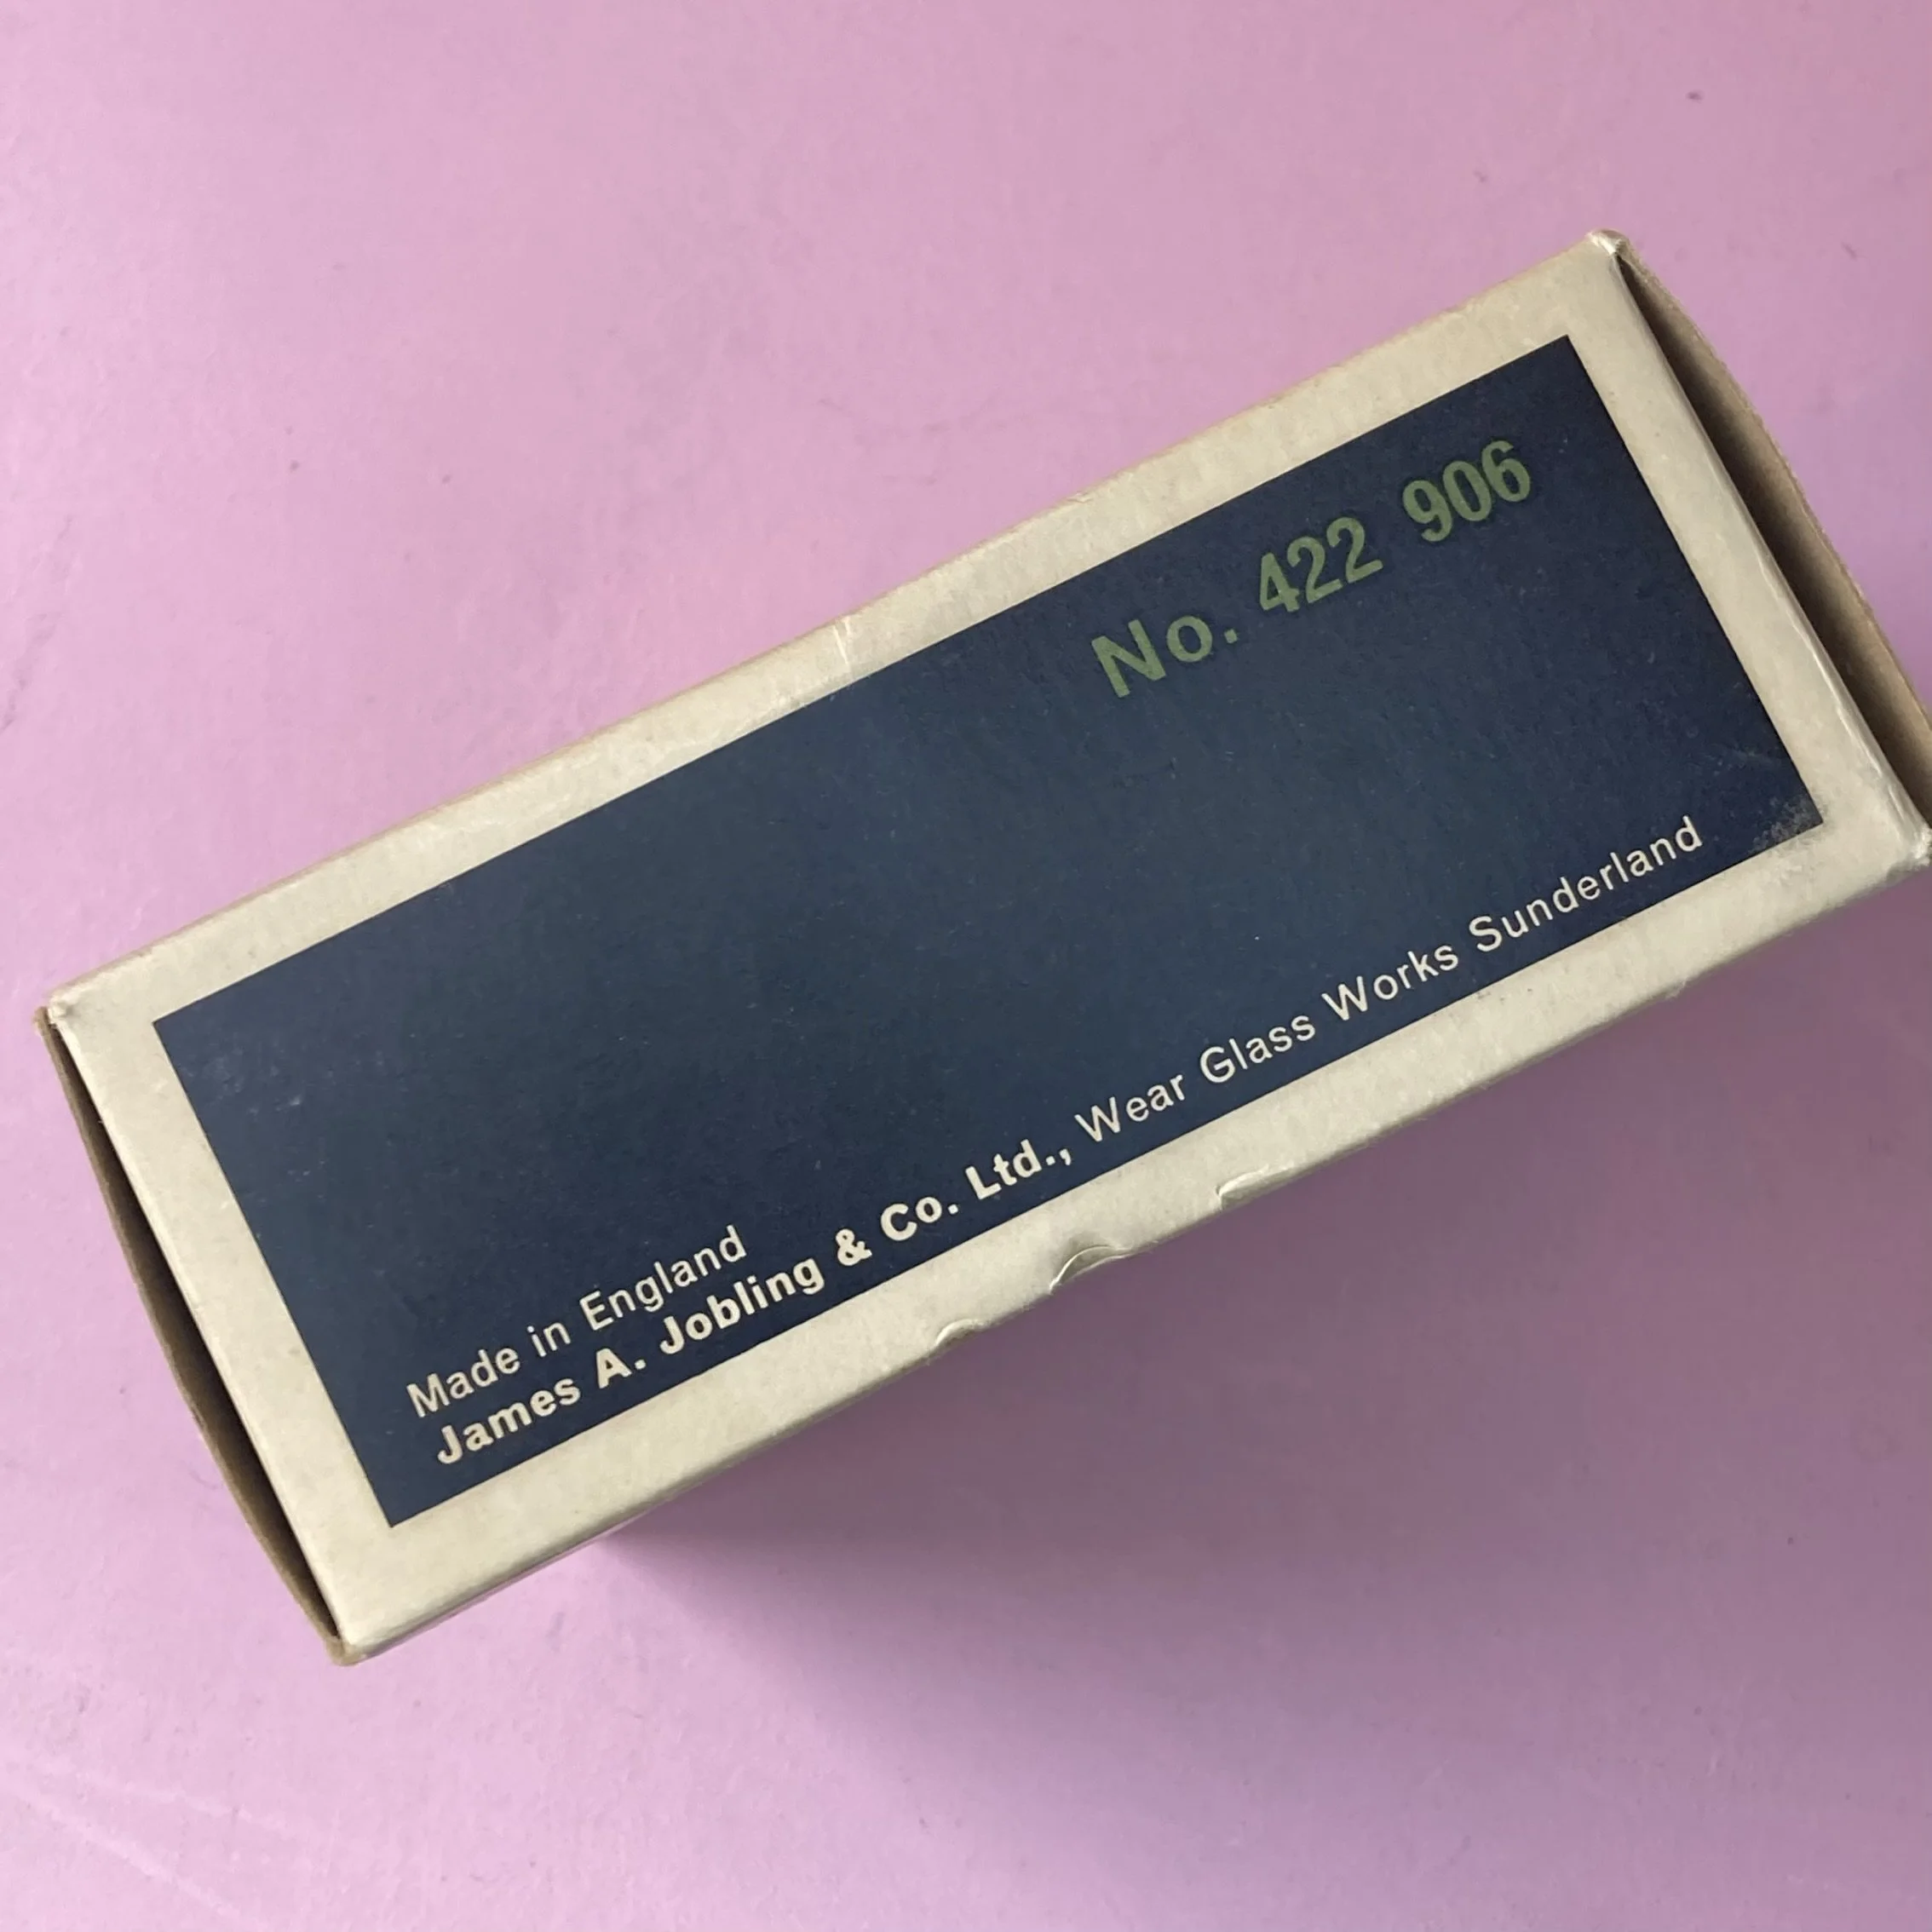 No. 422 906
Made in England
James A. Jobling & Co. Ltd., Wear Glass Works Sunderland